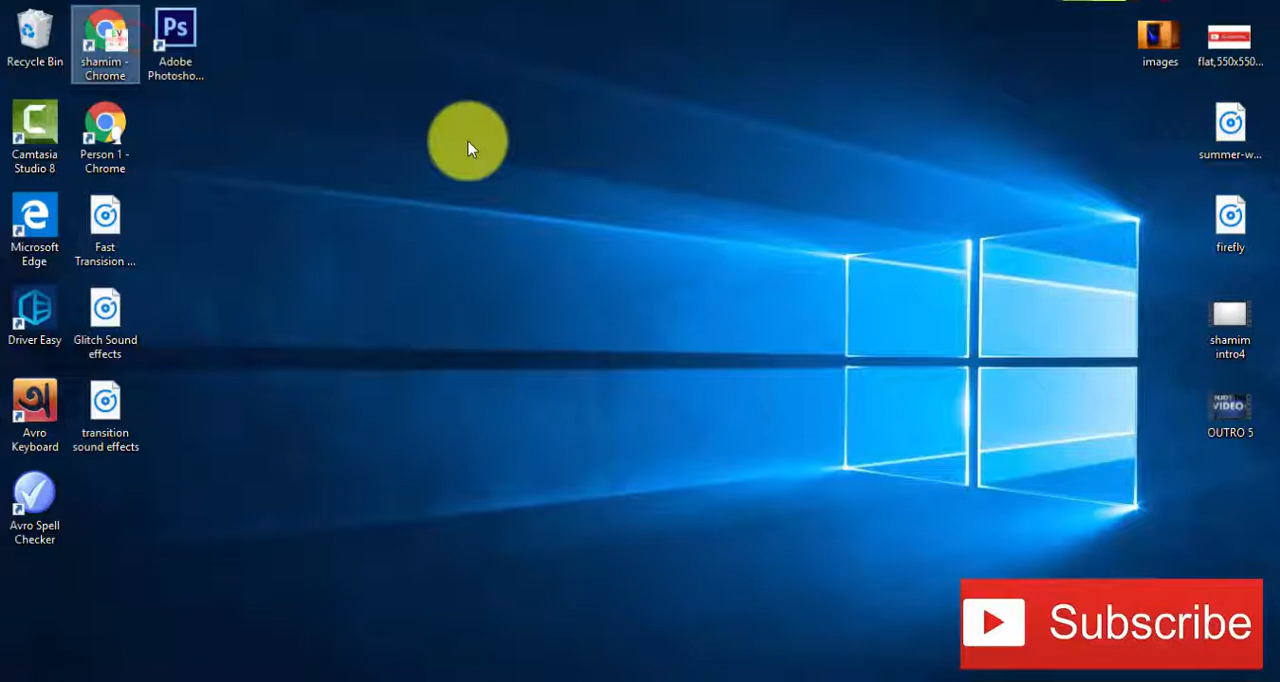 Recycle Bin
shamim -
Chrome
Ps
Adobe
Photosho...
Camtasia
Studio 8
Person 1 -
Chrome
Microsoft
Edge
Fast
Transision ...
Driver Easy
Glitch Sound
effects
অ
Avro
Keyboard
transition
sound effects
Avro Spell
Checker
images
flat,550x550...
summer-w...
firefly
shamim
intro4
VIDEO
OUTRO 5
Subscribe